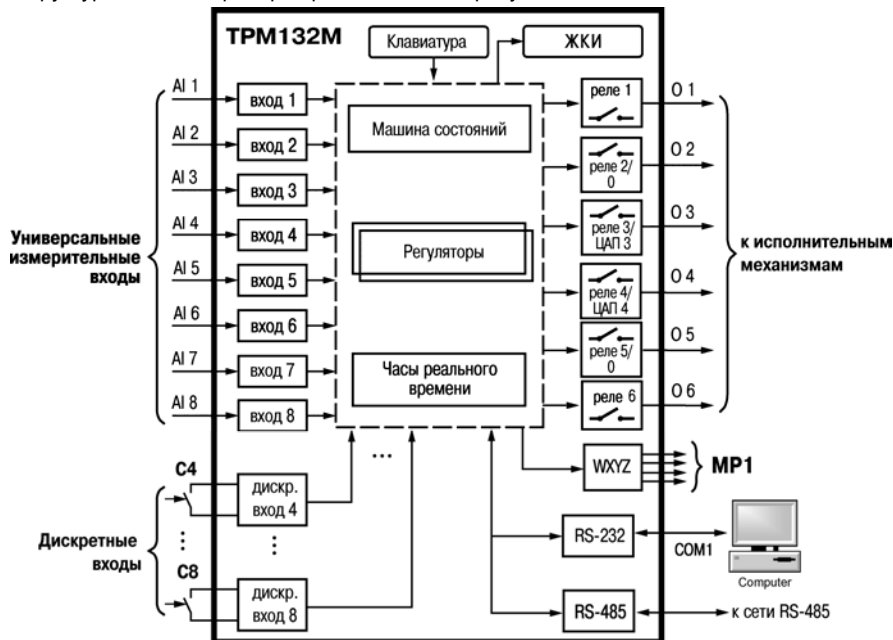 ТРМ132М
Клавиатура
ЖКИ
AI 1
вход 1
AI 2
вход 2
AI 3
вход 3
AI 4
вход 4
AI 5
вход 5
AI 6
вход 6
AI 7
вход 7
AI 8
вход 8
Универсальные
измерительные
входы
Машина состояний
Регуляторы
Часы реального
времени
реле 1
O 1
реле 2/
0
O 2
реле 3/
ЦАП 3
O 3
реле 4/
ЦАП 4
O 4
реле 5/
0
O 5
реле 6
O 6
к исполнительным
механизмам
...
C4
дискр.
вход 4
Дискретные
входы
C8
дискр.
вход 8
WXYZ
МР1
RS-232
COM1
Computer
RS-485
к сети RS-485